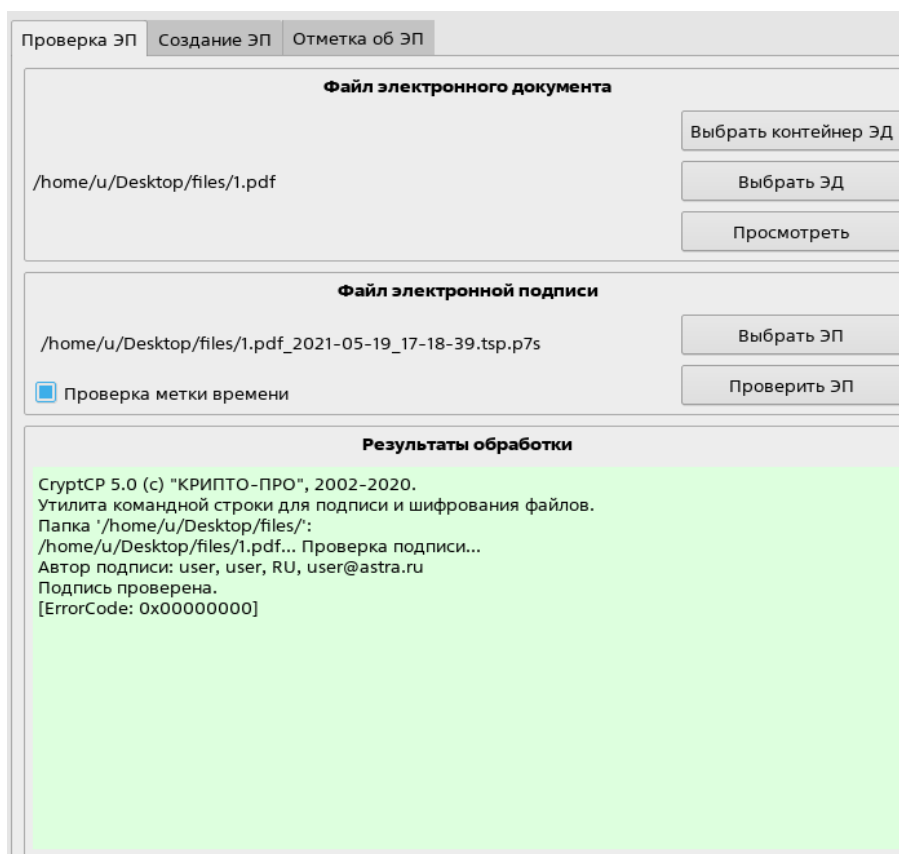 Проверка ЭП
Создание ЭП
Отметка об ЭП
Файл электронного документа
Выбрать контейнер ЭД
/home/u/Desktop/files/1.pdf
Выбрать ЭД
Просмотреть
Файл электронной подписи
/home/u/Desktop/files/1.pdf_2021-05-19_17-18-39.tsp.p7s
Выбрать ЭП
Проверка метки времени
Проверить ЭП
Результаты обработки
CryptCP 5.0 (c) "КРИПТО-ПРО", 2002-2020.
Утилита командной строки для подписи и шифрования файлов.
Папка '/home/u/Desktop/files/':
/home/u/Desktop/files/1.pdf... Проверка подписи...
Автор подписи: user, user, RU, user@astra.ru
Подпись проверена.
[ErrorCode: 0x00000000]